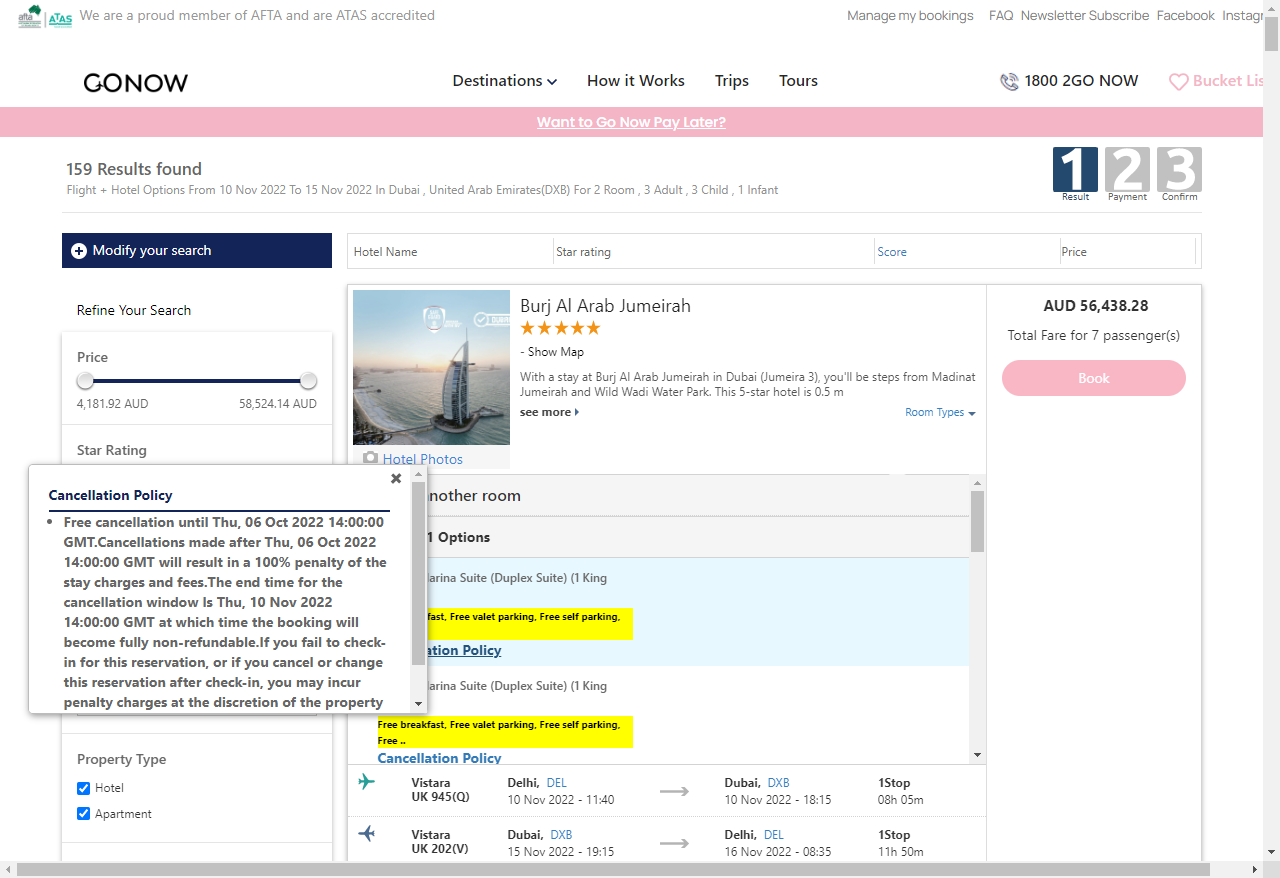 afta
ATAS
We are a proud member of AFTA and are ATAS accredited
Manage my bookings FAQ Newsletter Subscribe Facebook Instagr
GONOW
Destinations How it Works Trips Tours
1800 2GO NOW
Bucket Lis
Want to Go Now Pay Later?
159 Results found
Flight + Hotel Options From 10 Nov 2022 To 15 Nov 2022 In Dubai , United Arab Emirates(DXB) For 2 Room , 3 Adult , 3 Child , 1 Infant
1 2 3
Result Payment Confirm
Modify your search
Hotel Name Star rating Score Price
Refine Your Search
Price
4,181.92 AUD 58,524.14 AUD
Star Rating
Burj Al Arab Jumeirah
- Show Map
With a stay at Burj Al Arab Jumeirah in Dubai (Jumeira 3), you'll be steps from Madinat
Jumeirah and Wild Wadi Water Park. This 5-star hotel is 0.5 m
see more
Room Types
Hotel Photos
AUD 56,438.28
Total Fare for 7 passenger(s)
Book
Cancellation Policy
Free cancellation until Thu, 06 Oct 2022 14:00:00
GMT.Cancellations made after Thu, 06 Oct 2022
14:00:00 GMT will result in a 100% penalty of the
stay charges and fees.The end time for the
cancellation window Is Thu, 10 Nov 2022
14:00:00 GMT at which time the booking will
become fully non-refundable.If you fail to check-
in for this reservation, or if you cancel or change
this reservation after check-in, you may incur
penalty charges at the discretion of the property
nother room
1 Options
arina Suite (Duplex Suite) (1 King
fast, Free valet parking, Free self parking,
ation Policy
arina Suite (Duplex Suite) (1 King
Free breakfast, Free valet parking, Free self parking,
Free ..
Cancellation Policy
Property Type
Hotel
Apartment
Vistara
UK 945(Q)
Delhi, DEL
10 Nov 2022 - 11:40
Dubai, DXB
10 Nov 2022 - 18:15
1Stop
08h 05m
Vistara
UK 202(V)
Dubai, DXB
15 Nov 2022 - 19:15
Delhi, DEL
16 Nov 2022 - 08:35
1Stop
11h 50m